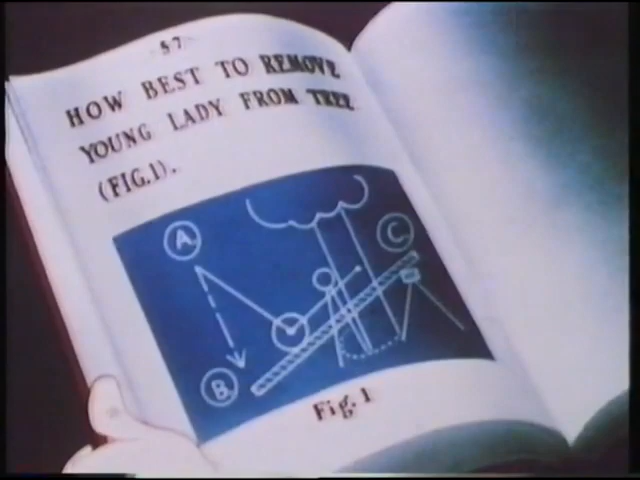 57
HOW BEST TO REMOVE
YOUNG LADY FROM TREE
(FIG.1).
A
C
B
Fig. 1